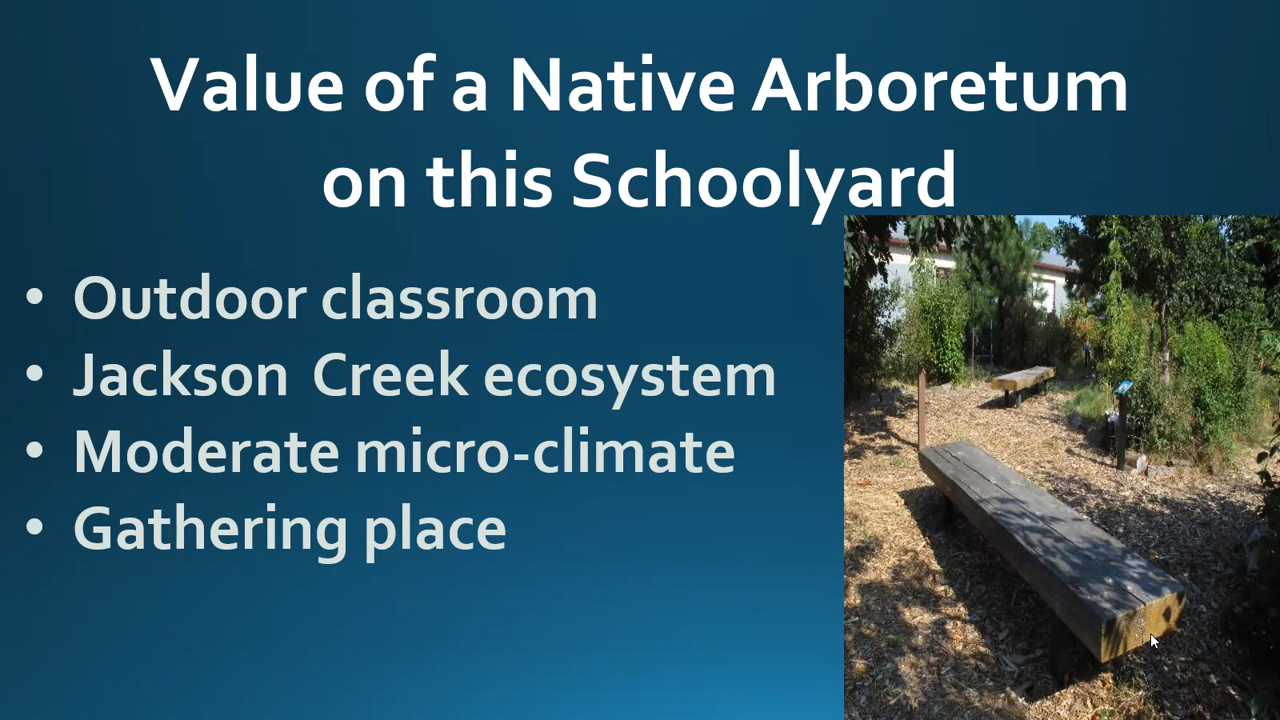 Value of a Native Arboretum
on this Schoolyard
• Outdoor classroom
• Jackson  Creek ecosystem
• Moderate micro-climate
• Gathering place